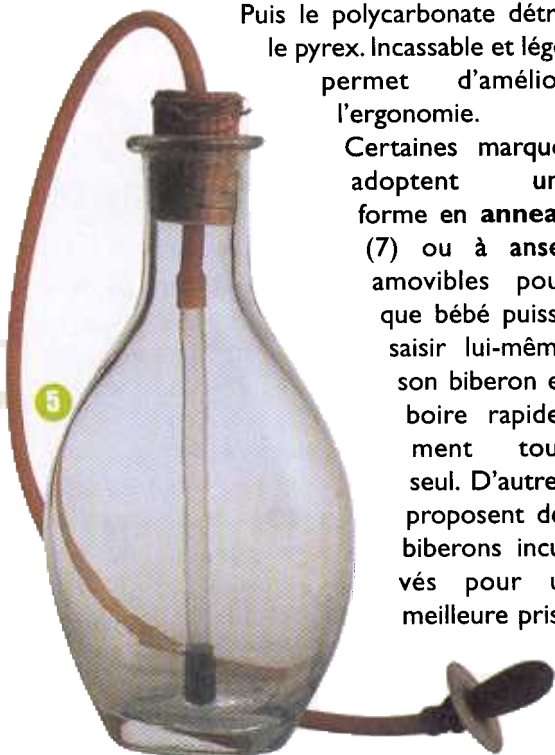 Puis le polycarbonate détr
le pyrex. Incassable et lég
permet d'amélio
l'ergonomie.
Certaines marqu
adoptent un
forme en annea
(7) ou à anse
amovibles pou
que bébé puiss
saisir lui-mêm
son biberon e
boire rapide
ment tou
seul. D'autre
proposent de
biberons incu
vés pour u
meilleure pris
5